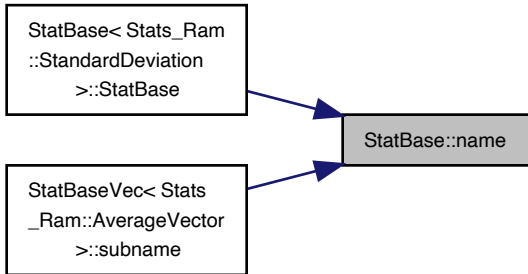 StatBase< Stats_Ram
::StandardDeviation
>::StatBase
StatBase::name
StatBaseVec< Stats
_Ram::AverageVector
>::subname